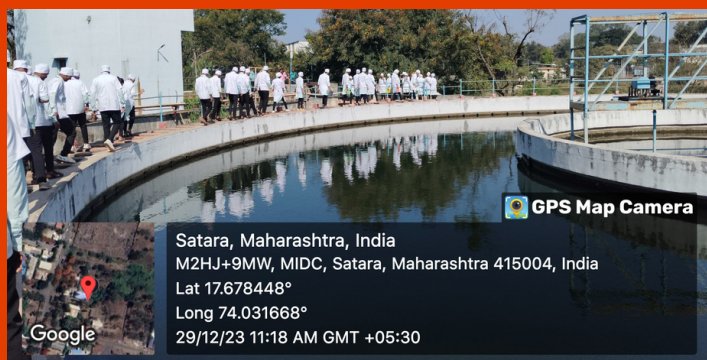 GPS Map Camera
Satara, Maharashtra, India
M2HJ+9MW, MIDC, Satara, Maharashtra 415004, India
Lat 17.678448°
Long 74.031668°
29/12/23 11:18 AM GMT +05:30
Google